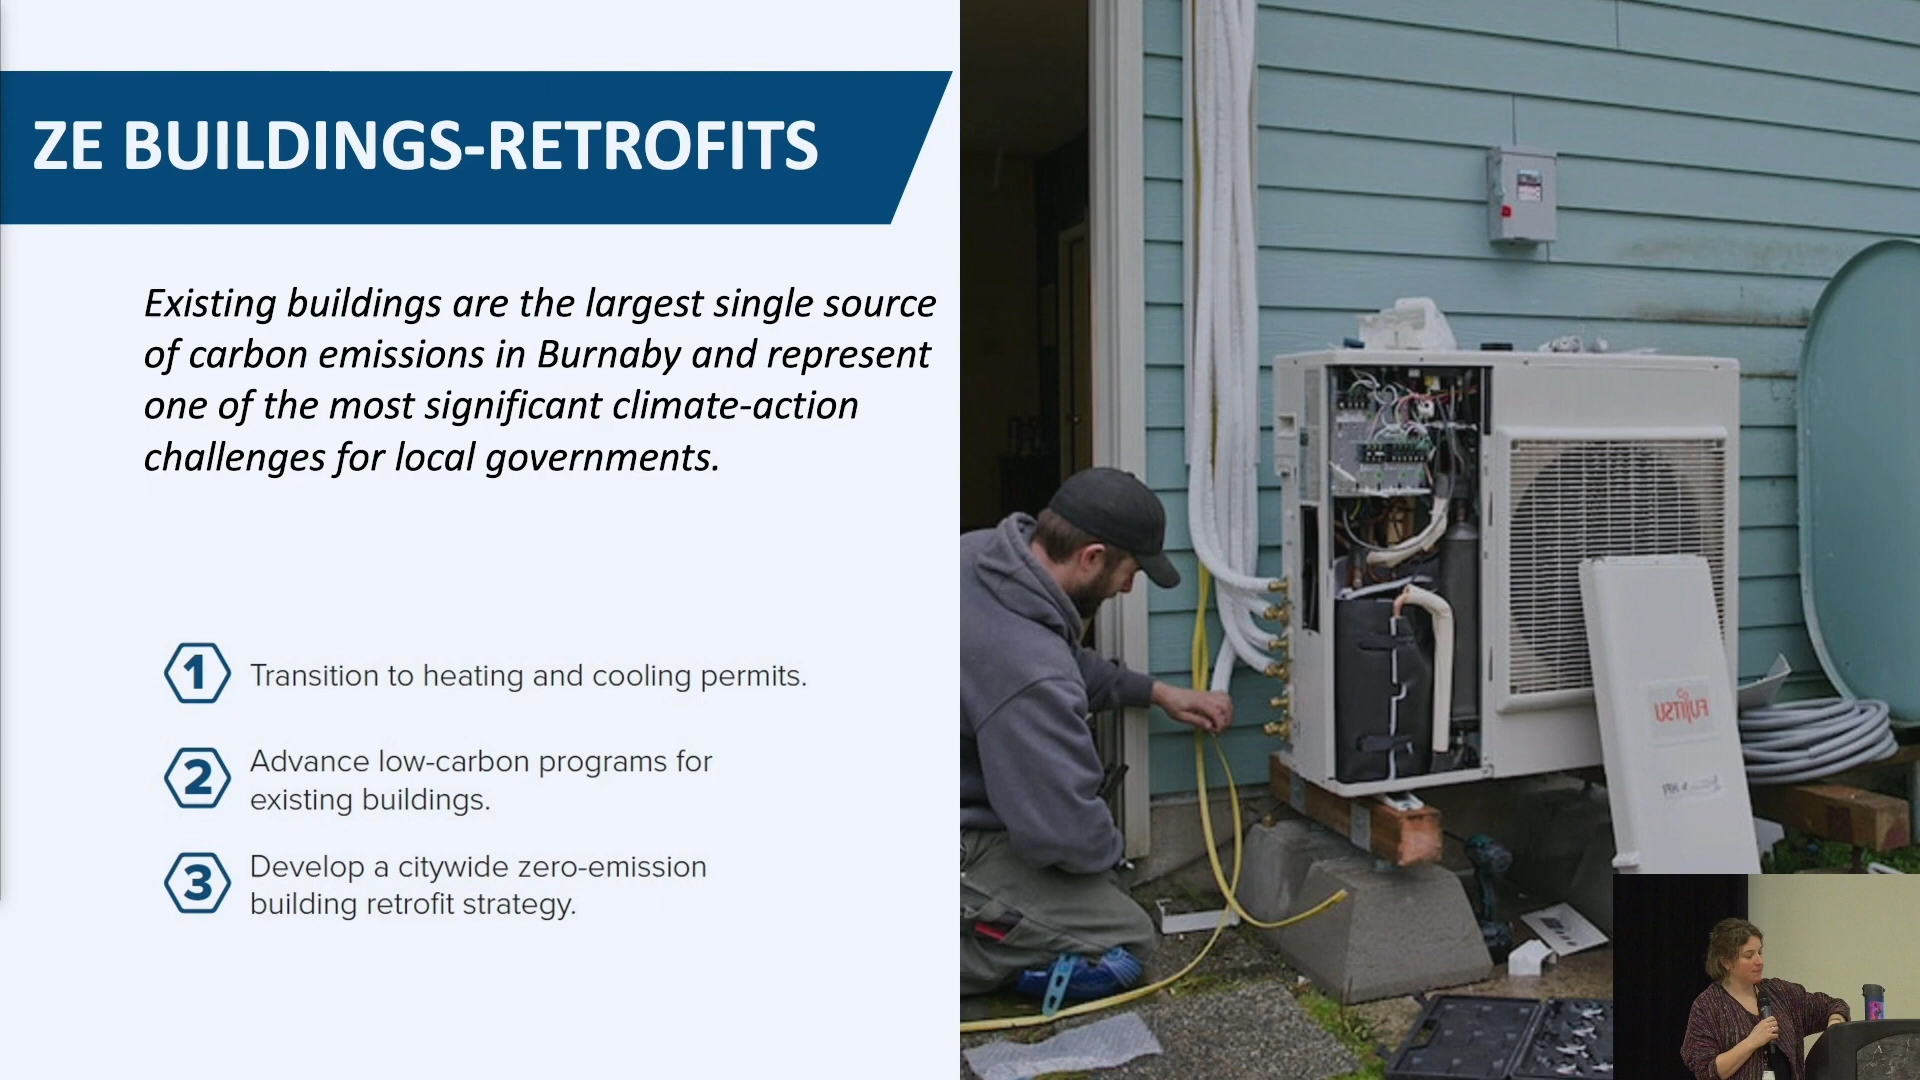 ZE BUILDINGS-RETROFITS
Existing buildings are the largest single source
of carbon emissions in Burnaby and represent
one of the most significant climate-action
challenges for local governments.
1 Transition to heating and cooling permits.
2 Advance low-carbon programs for
existing buildings.
3 Develop a citywide zero-emission
building retrofit strategy.
FUJITSU